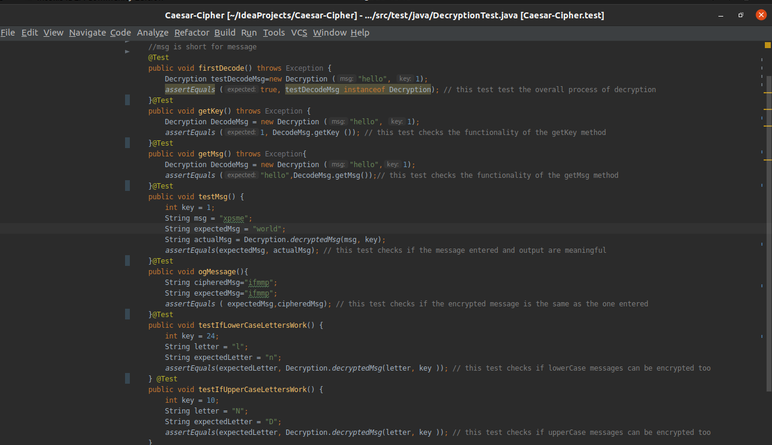 Caesar-Cipher [~/IdeaProjects/Caesar-Cipher] - .../src/test/java/DecryptionTest.java [Caesar-Cipher.test]
File Edit View Navigate Code Analyze Refactor Build Run Tools VCS Window Help
//msg is short for message
@Test
public void firstDecode() throws Exception {
Decryption testDecodeMsg=new Decryption ( msg: "hello", key: 1);
assertEquals ( expected: true, testDecodeMsg instanceof Decryption); // this test test the overall process of decryption
}@Test
public void getKey() throws Exception {
Decryption DecodeMsg = new Decryption ( msg: "hello", key: 1);
assertEquals ( expected: 1, DecodeMsg.getKey ()); // this test checks the functionality of the getKey method
}@Test
public void getMsg() throws Exception{
Decryption DecodeMsg = new Decryption ( msg: "hello", key: 1);
assertEquals ( expected: "hello",DecodeMsg.getMsg());// this test checks the functionality of the getMsg method
}@Test
public void testMsg() {
int key = 1;
String msg = "xpsme";
String expectedMsg = "world";
String actualMsg = Decryption.decryptedMsg(msg, key);
assertEquals(expectedMsg, actualMsg); // this test checks if the message entered and output are meaningful
}@Test
public void ogMessage(){
String cipheredMsg="ifmmp";
String expectedMsg="ifmmp";
assertEquals ( expectedMsg,cipheredMsg); // this test checks if the encrypted message is the same as the one entered
}@Test
public void testIfLowerCaseLettersWork() {
int key = 24;
String letter = "l";
String expectedLetter = "n";
assertEquals(expectedLetter, Decryption.decryptedMsg(letter, key )); // this test checks if lowerCase messages can be encrypted too
} @Test
public void testIfUpperCaseLettersWork() {
int key = 10;
String letter = "N";
String expectedLetter = "D";
assertEquals(expectedLetter, Decryption.decryptedMsg(letter, key )); // this test checks if upperCase messages can be encrypted too
}